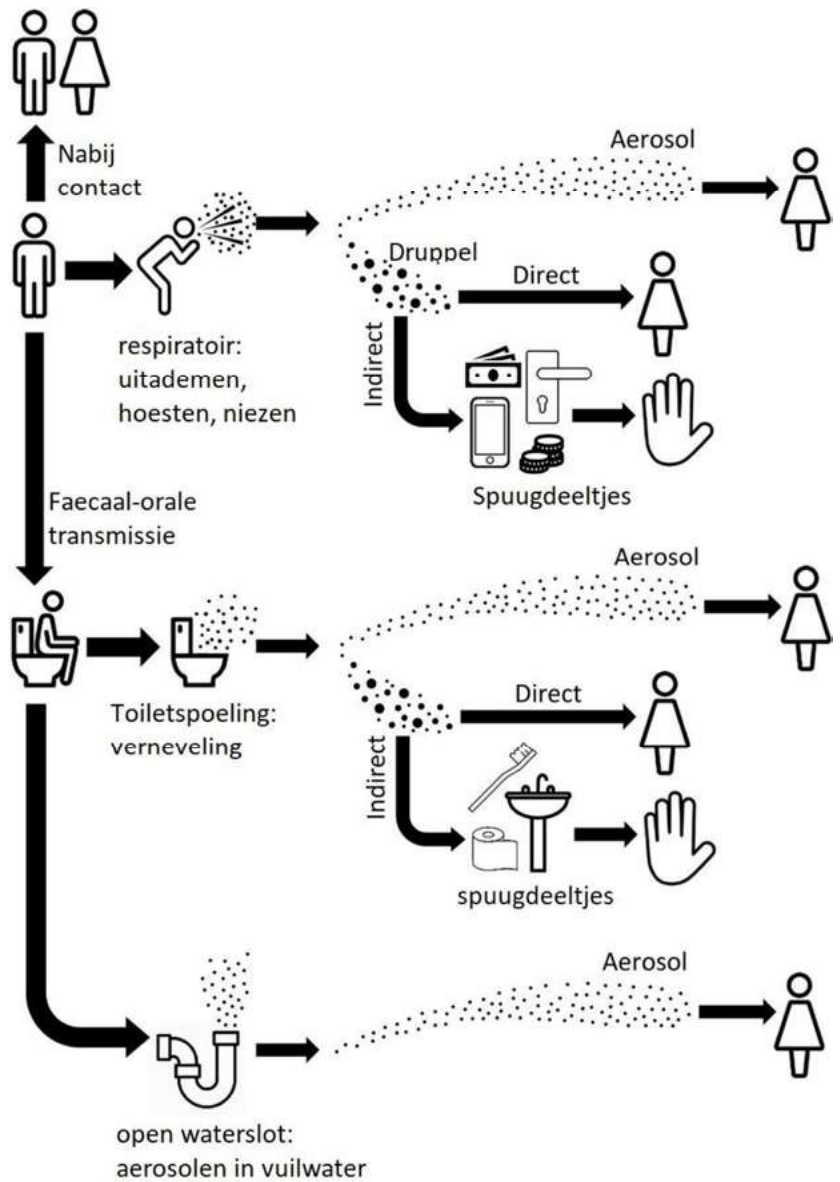 Nabij
contact
Aerosol
Druppel
Direct
Indirect
respiratoir:
uitademen,
hoesten, niezen
Spuugdeeltjes
Faecaal-orale
transmissie
Aerosol
Direct
Indirect
Toiletspoeling:
verneveling
spuugdeeltjes
Aerosol
open waterslot:
aerosolen in vuilwater